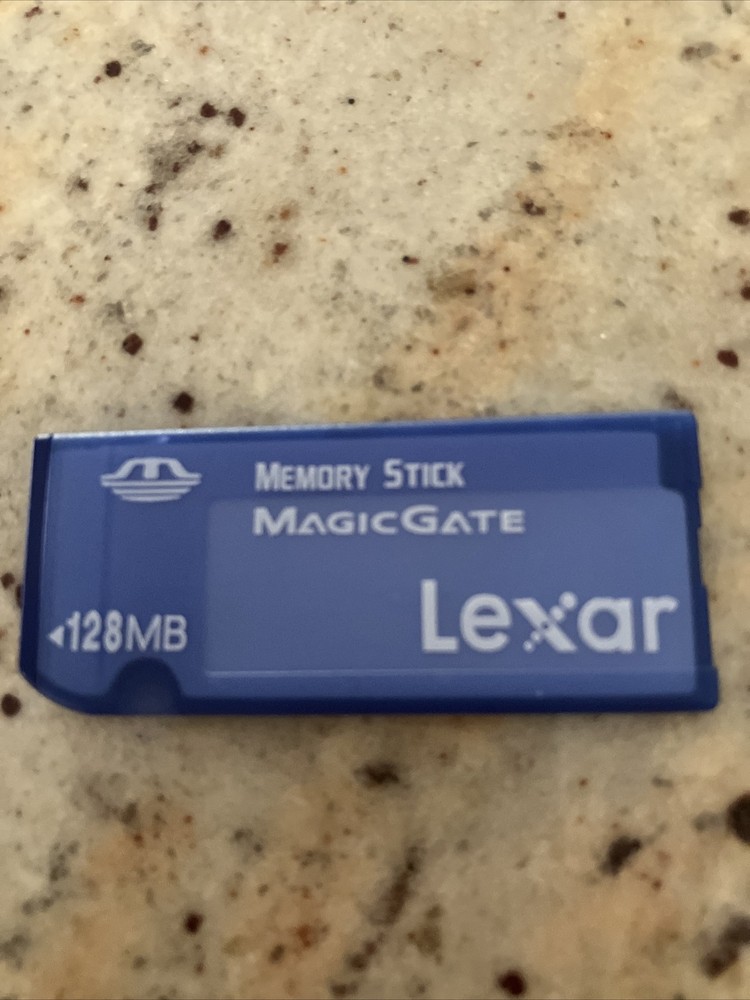 MEMORY STICK
MAGICGATE
Lexar
◄128MB